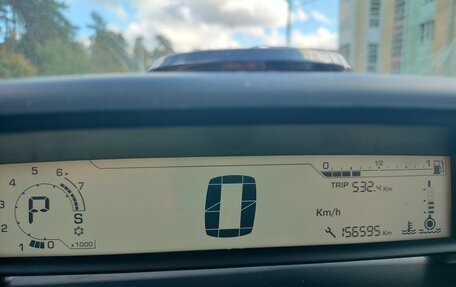 0 1/2 1
TRIP 532.4 Km
5 6 7
4
3 P S
2
1 0 x1000
0
Km/h
156595 Km